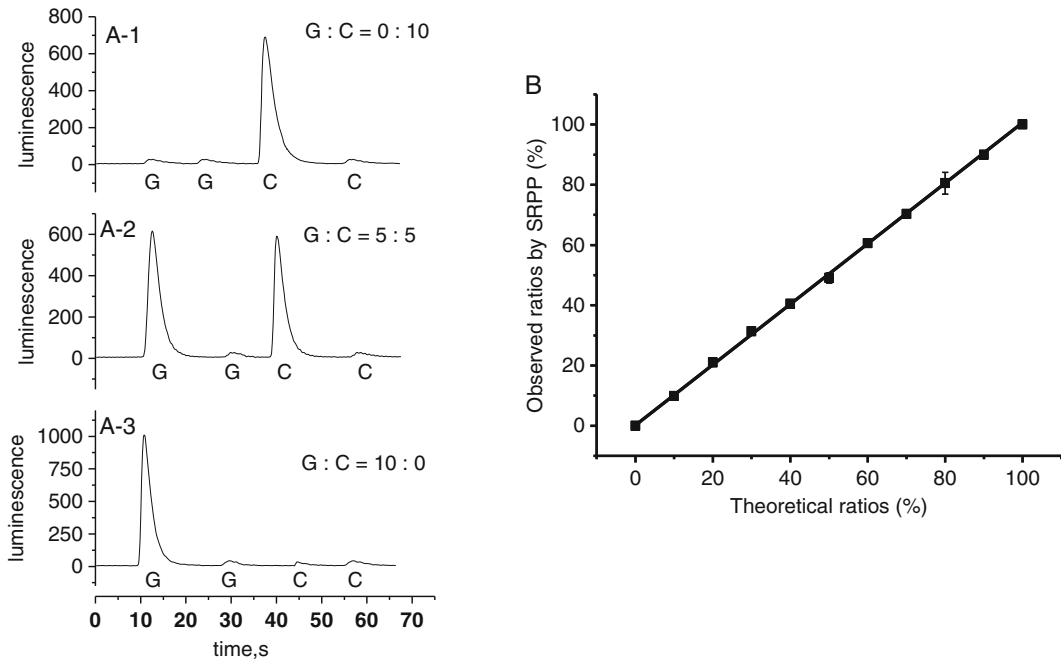 A-1
G : C = 0 : 10
800
600
400
200
0
luminescence
G G C C
A-2
G : C = 5 : 5
600
400
200
0
luminescence
G G C C
A-3
G : C = 10 : 0
1000
750
500
250
0
luminescence
G G C C
0 10 20 30 40 50 60 70
time,s
B
100
80
60
40
20
0
Observed ratios by SRPP (%)
0 20 40 60 80 100
Theoretical ratios (%)